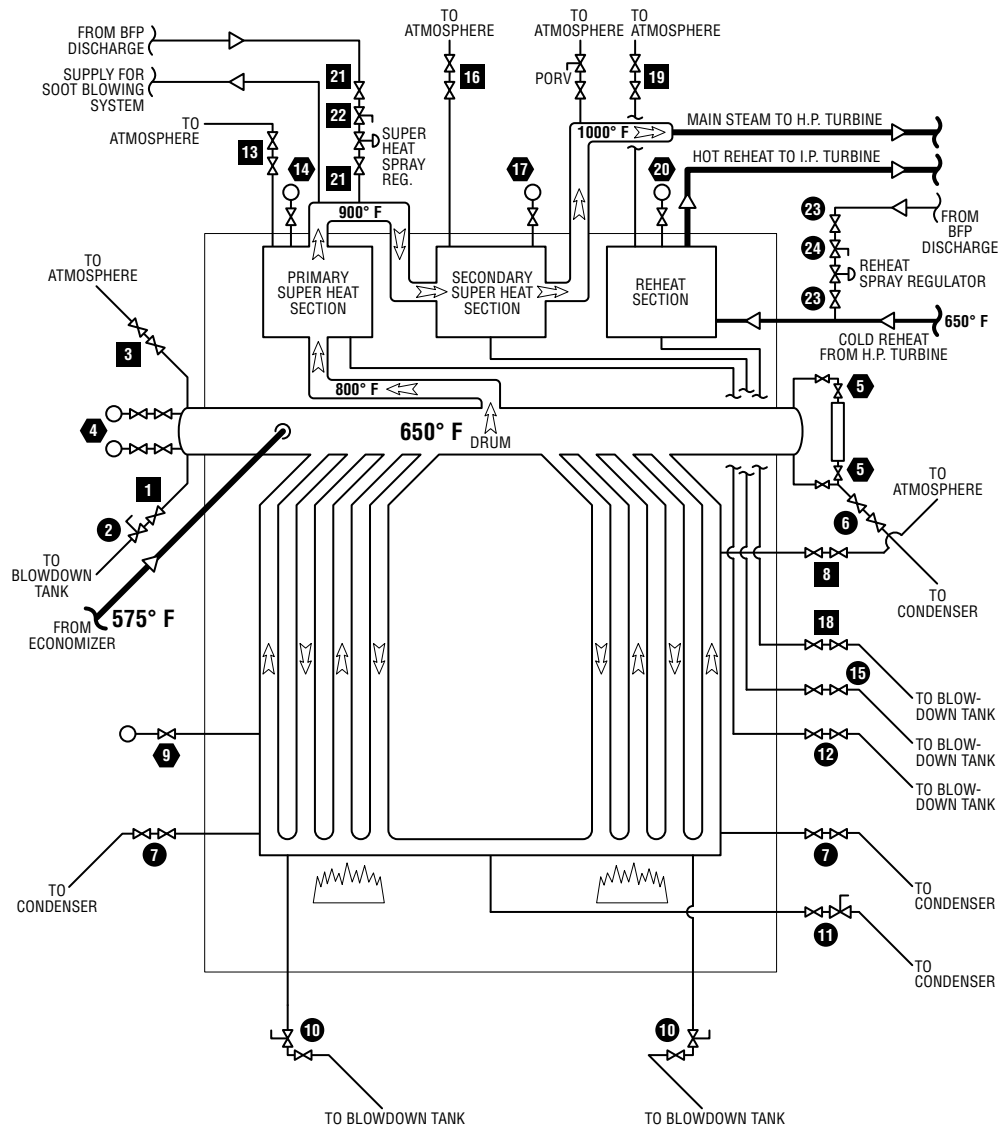 TO
ATMOSPHERE
TO
ATMOSPHERE
TO
ATMOSPHERE
FROM BFP
DISCHARGE
SUPPLY FOR
SOOT BLOWING
SYSTEM
TO
ATMOSPHERE
13
14
21
22
SUPER
HEAT
SPRAY
REG.
21
16
17
PORV
19
20
1000° F
MAIN STEAM TO H.P. TURBINE
HOT REHEAT TO I.P. TURBINE
23
24
FROM
BFP
DISCHARGE
REHEAT
SPRAY REGULATOR
23
650° F
COLD REHEAT
FROM H.P. TURBINE
900° F
PRIMARY
SUPER HEAT
SECTION
SECONDARY
SUPER HEAT
SECTION
REHEAT
SECTION
TO
ATMOSPHERE
3
4
800° F
650° F
DRUM
5
5
6
TO
ATMOSPHERE
1
2
TO
BLOWDOWN
TANK
FROM
ECONOMIZER
575° F
8
TO
CONDENSER
18
15
TO BLOW-
DOWN TANK
TO BLOW-
DOWN TANK
12
TO BLOW-
DOWN TANK
9
7
TO
CONDENSER
7
TO
CONDENSER
11
TO
CONDENSER
10
TO BLOWDOWN TANK
10
TO BLOWDOWN TANK